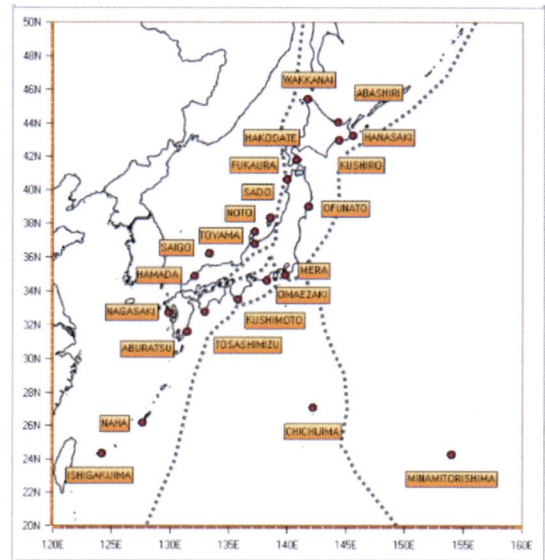 50N
48N
46N
44N
42N
40N
38N
36N
34N
32N
30N
28N
26N
24N
22N
20N
WAKKANAI
ABASHIRI
HAKODATE
HANASAKI
FUKAURA
KUSHIRO
SADO
NOTO
OFUNATO
TOYAMA
SAIGO
HAMADA
MERA
OMAEZAKI
NAGASAKI
KUSHIMOTO
ABURATSU
TOSASHIMIZU
NAHA
CHICHIJIMA
ISHIGAKIJIMA
MINAMITORISHIMA
120E 125E 130E 135E 140E 145E 150E 155E 160E